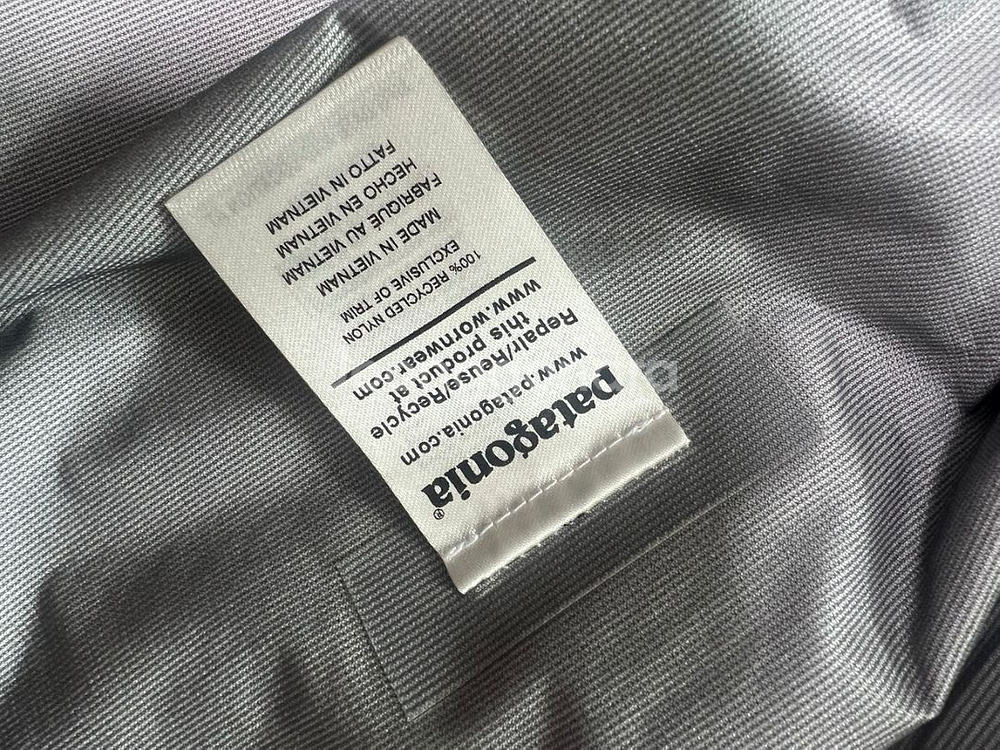 patagonia®
www.patagonia.com
Repair/Reuse/Recycle
this product at
www.wornwear.com
100% RECYCLED NYLON
EXCLUSIVE OF TRIM
MADE IN VIETNAM
FABRIQUÉ AU VIETNAM
HECHO EN VIETNAM
FATTO IN VIETNAM